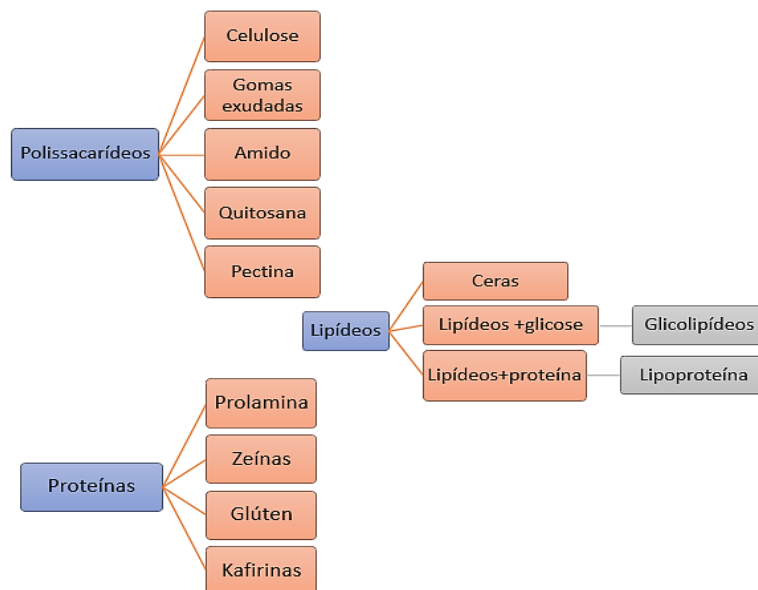 Polissacarídeos
Celulose
Gomas
exudadas
Amido
Quitosana
Pectina
Lipídeos
Ceras
Lipídeos +glicose
Glicolipídeos
Lipídeos+proteína
Lipoproteína
Proteínas
Prolamina
Zeínas
Glúten
Kafirinas